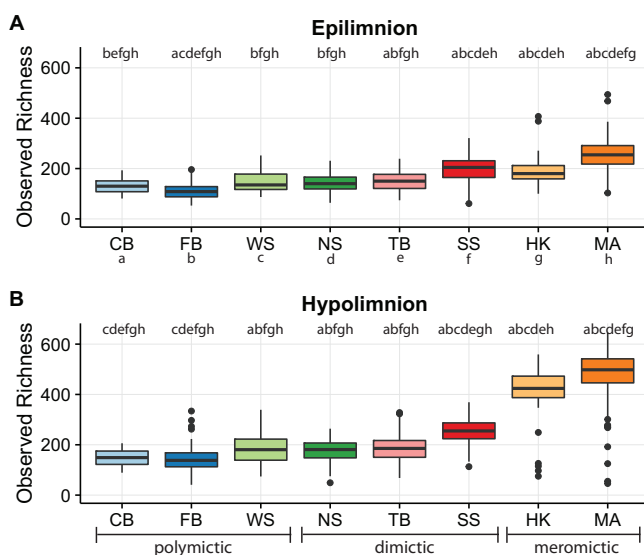 A
Epilimnion
befgh acdefgh bfgh bfgh abfgh abcdeh abcdeh abcdefg
Observed Richness
600
400
200
0
CB FB WS NS TB SS HK MA
a b c d e f g h
B
Hypolimnion
cdefgh cdefgh abfgh abfgh abfgh abcdegh abcdeh abcdefg
Observed Richness
600
400
200
0
CB FB WS NS TB SS HK MA
polymictic dimictic meromictic